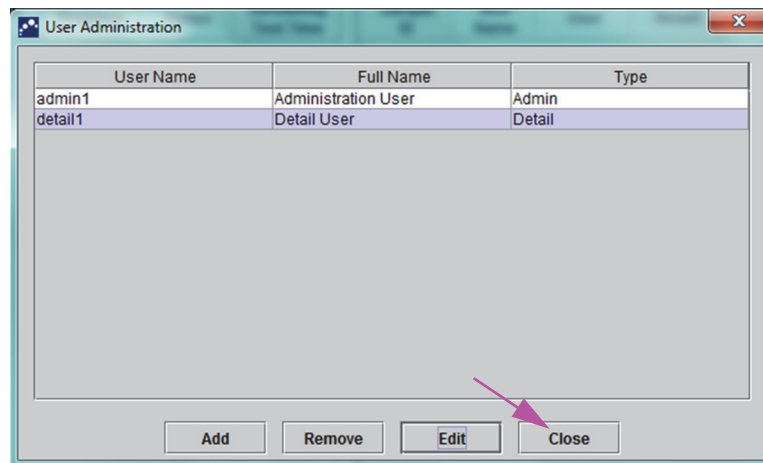 User Administration
User Name Full Name Type
admin1 Administration User Admin
detail1 Detail User Detail
Add Remove Edit Close